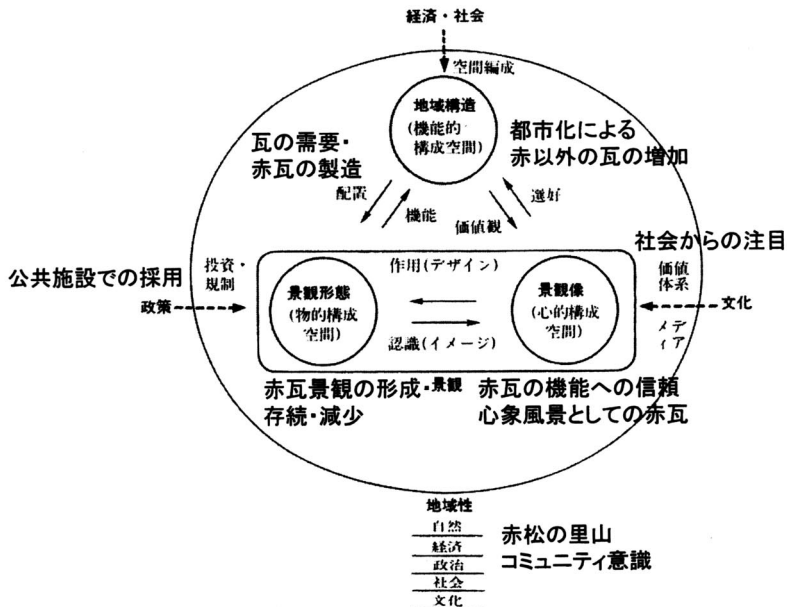 経済・社会
空間編成
地域構造
(機能的・
構成空間)
瓦の需要・
赤瓦の製造
都市化による
赤以外の瓦の増加
配置
機能
価値観
選好
社会からの注目
公共施設での採用
投資・
規制
政策
作用(デザイン)
景観形態
(物的構成
空間)
景観像
(心的構成
空間)
認識(イメージ)
価値
体系
文化
メデ
ィア
赤瓦景観の形成・景観
存続・減少
赤瓦の機能への信頼
心象風景としての赤瓦
地域性
自然
経済
政治
社会
文化
赤松の里山
コミュニティ意識